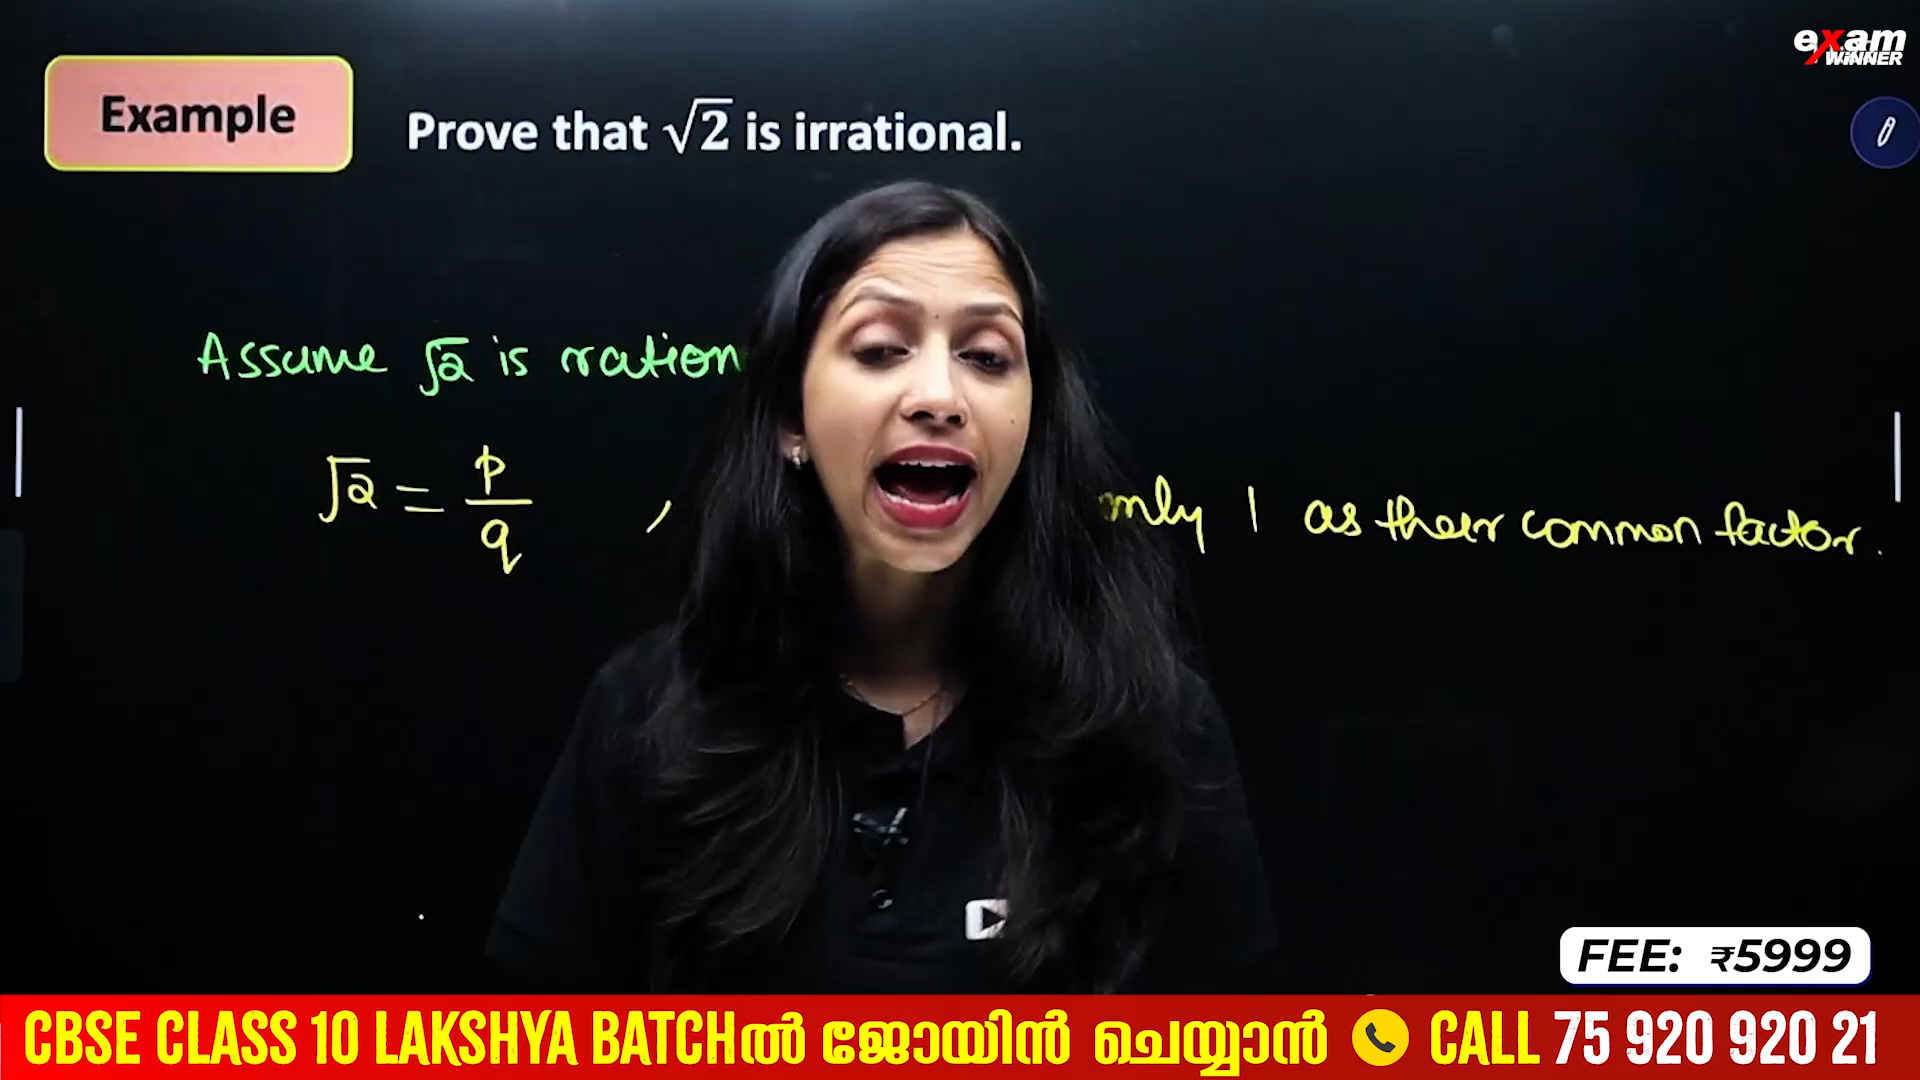 exam
WINNER
Example
Prove that √2 is irrational.
Assume √2 is ration
√2 = p/q , only 1 as their common factor.
FEE: ₹5999
CBSE CLASS 10 LAKSHYA BATCHൽ ജോയിൻ ചെയ്യാൻ CALL 75 920 920 21